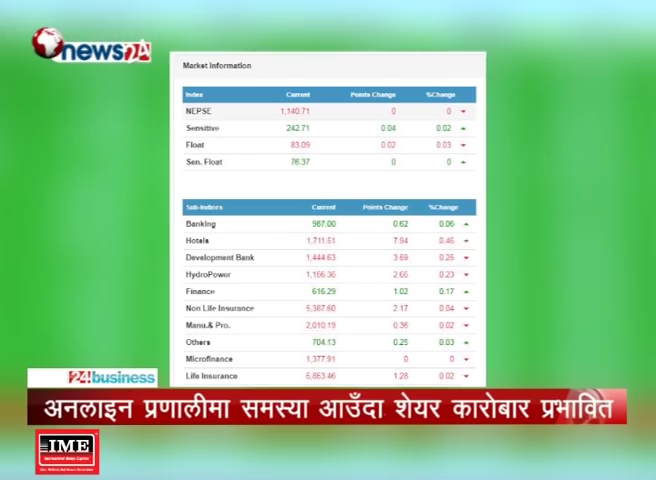 news24
Market Information
Index Current Points Change %Change
NEPSE 1,140.71 0 0
Sensitive 242.71 0.04 0.02
Float 83.09 0.02 0.03
Sen. Float 76.37 0 0
Sub-Indices Current Points Change %Change
Banking 967.00 0.62 0.06
Hotels 1,711.51 7.94 0.46
Development Bank 1,444.63 3.69 0.25
HydroPower 1,166.36 2.66 0.23
Finance 616.29 1.02 0.17
Non Life Insurance 5,387.60 2.17 0.04
Manu.& Pro. 2,010.19 0.36 0.02
Others 704.13 0.25 0.03
Microfinance 1,377.91 0 0
Life Insurance 5,863.46 1.28 0.02
24business
अनलाइन प्रणालीमा समस्या आउँदा शेयर कारोबार प्रभावित
IME